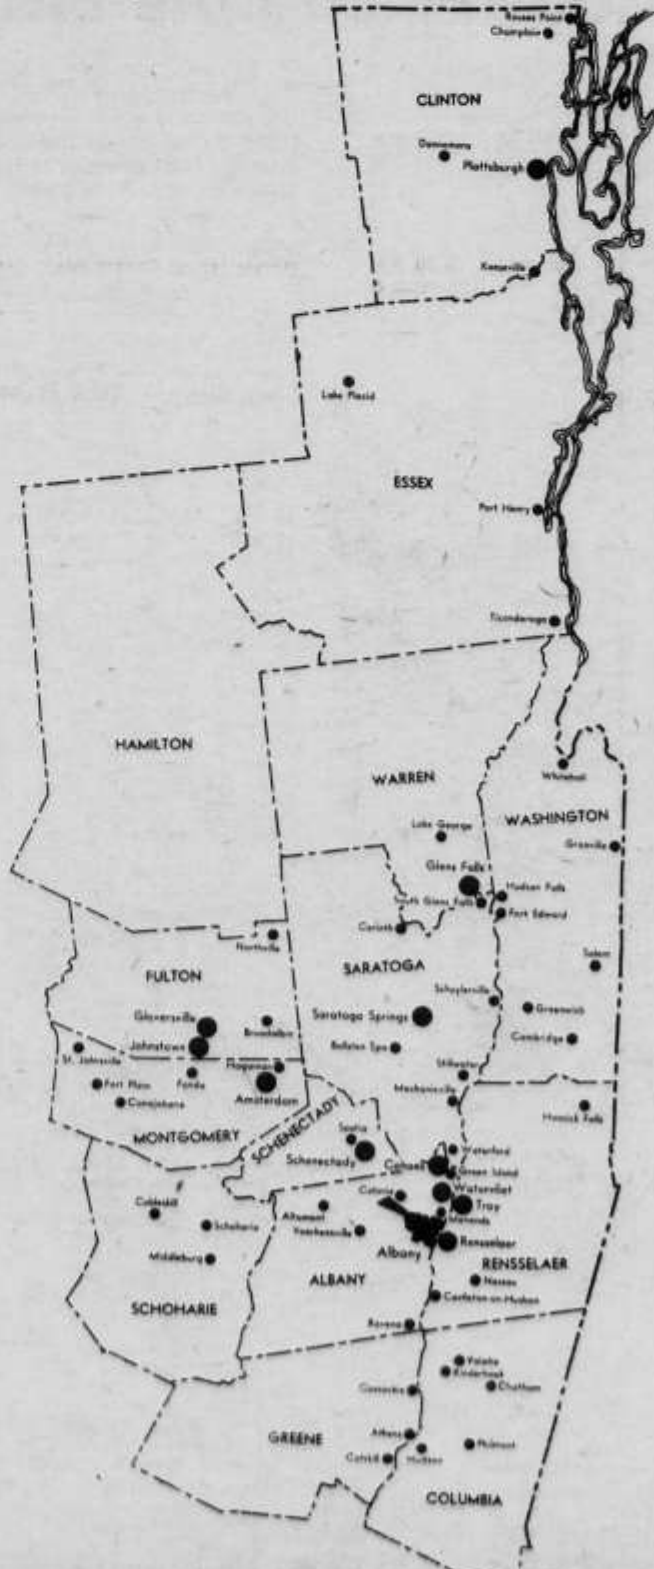 Rouses Point
Champlain
CLINTON
Dannemora
Plattsburgh
Keeseville
Lake Placid
ESSEX
Port Henry
Ticonderoga
HAMILTON
WARREN
Whitehall
WASHINGTON
Lake George
Granville
Glens Falls
Hudson Falls
South Glens Falls
Fort Edward
Corinth
Northville
SARATOGA
Salem
FULTON
Schuylerville
Greenwich
Gloversville
Broadalbin
Saratoga Springs
Cambridge
Johnstown
St. Johnsville
Ballston Spa
Hagaman
Stillwater
Fonda
Fort Plain
Amsterdam
Mechanicville
Canajoharie
Hoosick Falls
MONTGOMERY
SCHENECTADY
Scotia
Schenectady
Waterford
Cohoes
Green Island
Watervliet
Colonie
Troy
Menands
Cobleskill
Altamont
Schoharie
Voorheesville
Albany
Rensselaer
Middleburg
RENSSELAER
ALBANY
Nassau
Castleton-on-Hudson
SCHOHARIE
Ravena
Valatie
Kinderhook
Chatham
Coxsackie
Athens
GREENE
Philmont
Hudson
Catskill
COLUMBIA